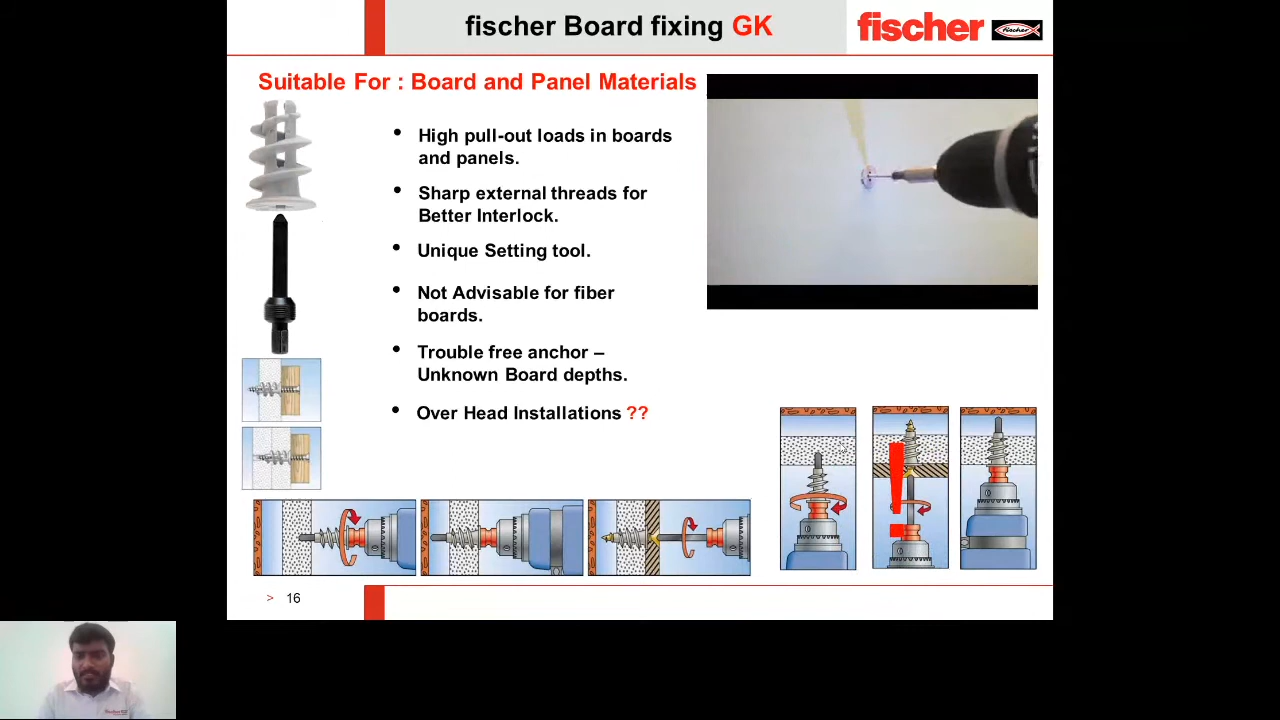 fischer Board fixing GK
fischer
fischer
Suitable For : Board and Panel Materials
• High pull-out loads in boards
and panels.
• Sharp external threads for
Better Interlock.
• Unique Setting tool.
• Not Advisable for fiber
boards.
• Trouble free anchor –
Unknown Board depths.
• Over Head Installations ??
!
> 16
fischer